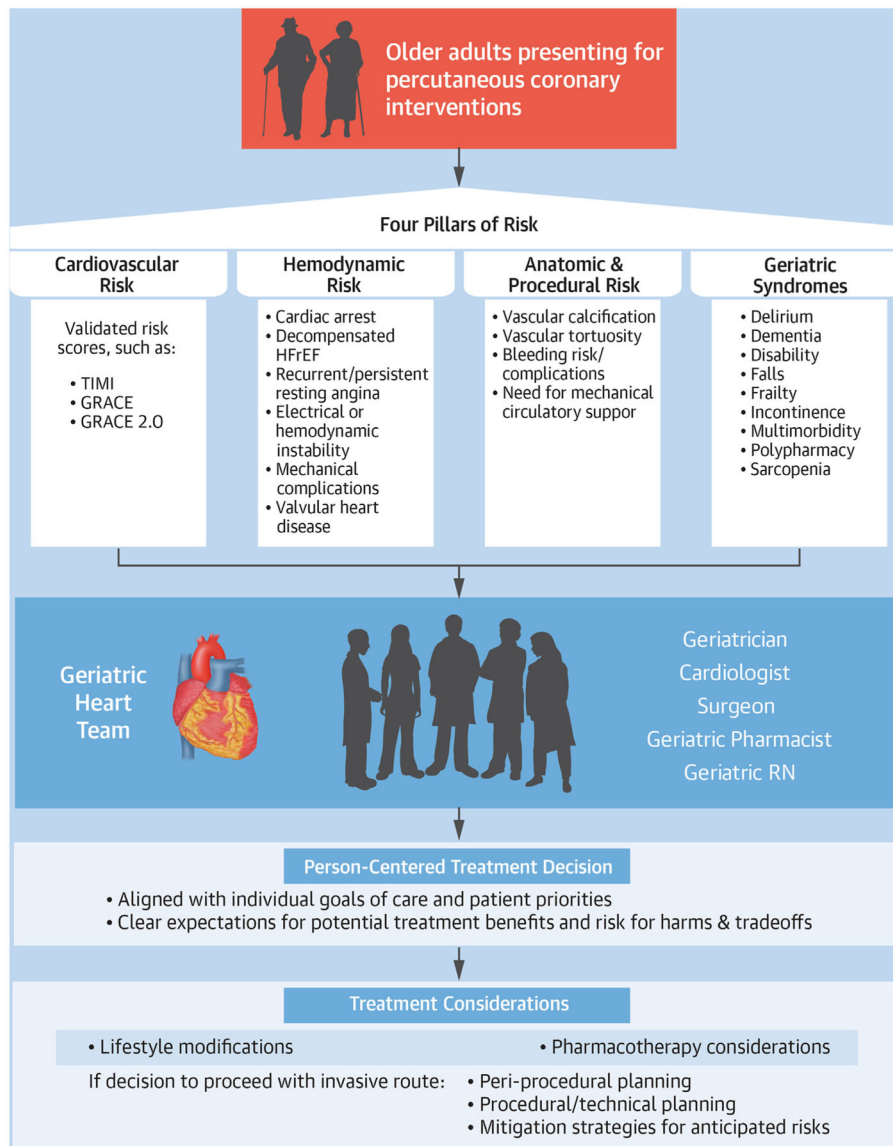 Older adults presenting for
percutaneous coronary
interventions
Four Pillars of Risk
Cardiovascular
Risk
Validated risk
scores, such as:
• TIMI
• GRACE
• GRACE 2.0
Hemodynamic
Risk
• Cardiac arrest
• Decompensated
HFrEF
• Recurrent/persistent
resting angina
• Electrical or
hemodynamic
instability
• Mechanical
complications
• Valvular heart
disease
Anatomic &
Procedural Risk
• Vascular calcification
• Vascular tortuosity
• Bleeding risk/
complications
• Need for mechanical
circulatory suppor
Geriatric
Syndromes
• Delirium
• Dementia
• Disability
• Falls
• Frailty
• Incontinence
• Multimorbidity
• Polypharmacy
• Sarcopenia
Geriatric
Heart
Team
Geriatrician
Cardiologist
Surgeon
Geriatric Pharmacist
Geriatric RN
Person-Centered Treatment Decision
• Aligned with individual goals of care and patient priorities
• Clear expectations for potential treatment benefits and risk for harms & tradeoffs
Treatment Considerations
• Lifestyle modifications
• Pharmacotherapy considerations
If decision to proceed with invasive route:
• Peri-procedural planning
• Procedural/technical planning
• Mitigation strategies for anticipated risks